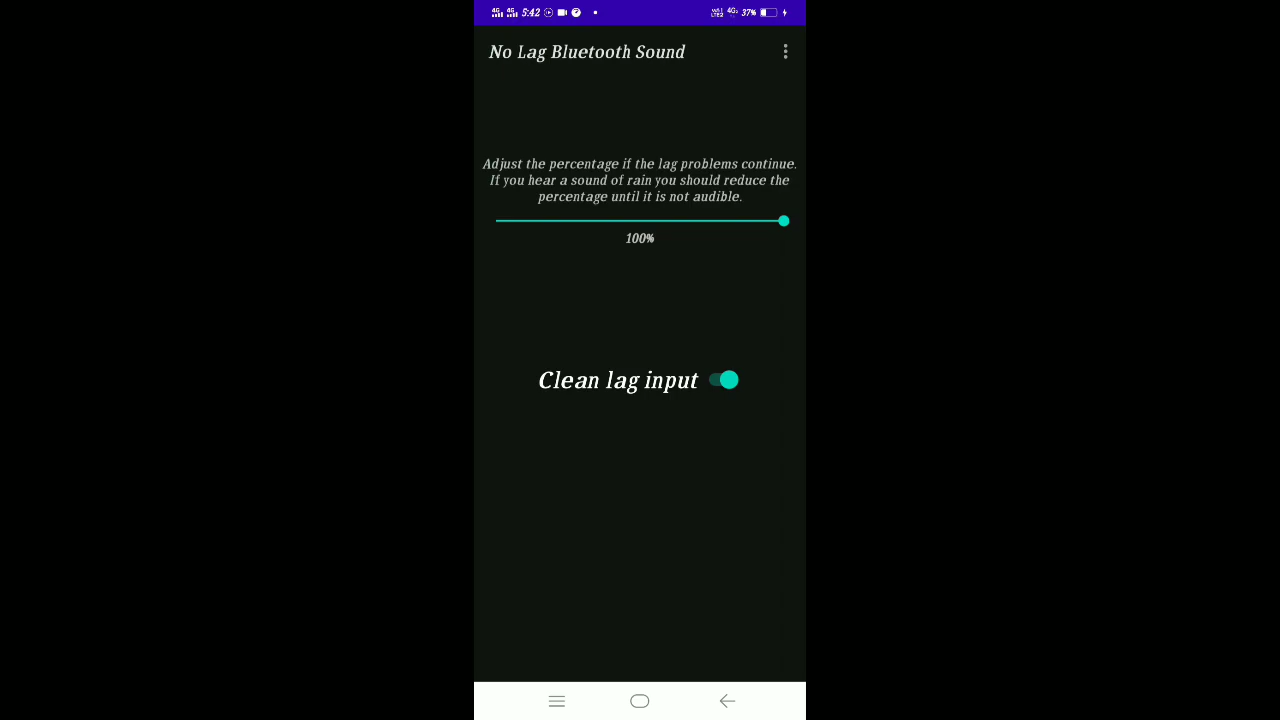 5:42
37%
No Lag Bluetooth Sound
Adjust the percentage if the lag problems continue.
If you hear a sound of rain you should reduce the
percentage until it is not audible.
100%
Clean lag input